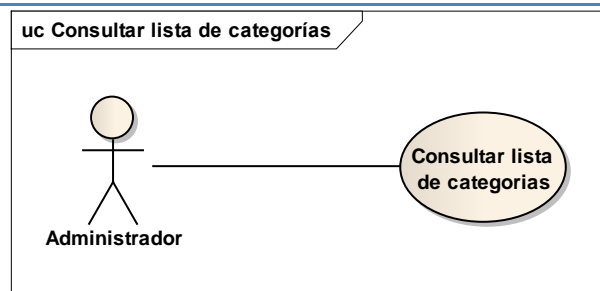 uc Consultar lista de categorías
Consultar lista
de categorias
Administrador